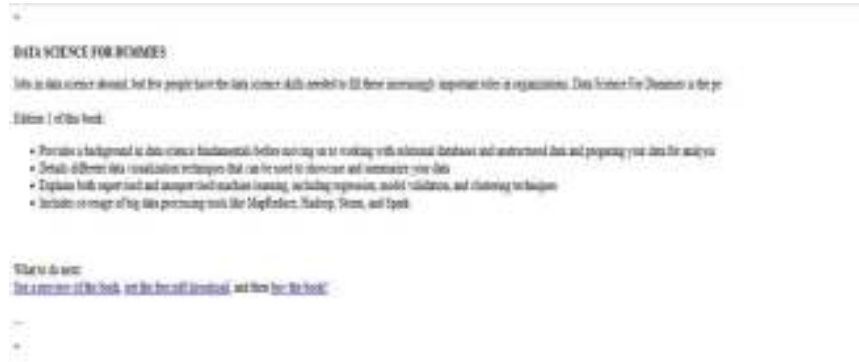 DATA SCIENCE FOR DUMMIES
Jobs in data science abound, but few people have the data science skills needed to fill these increasingly important roles in organizations. Data Science For Dummies is the pe
Edition 1 of the book:
Provides a background in data science fundamentals before moving on to working with relational databases and unstructured data and preparing your data for analysis
Details different data visualization techniques that can be used to showcase and summarize your data
Explains both supervised and unsupervised machine learning, including regression, model validation, and clustering techniques
Includes coverage of big data processing tools like MapReduce, Hadoop, Storm, and Spark
What to do next:
See a preview of the book, get the free pdf download, and then buy the book!